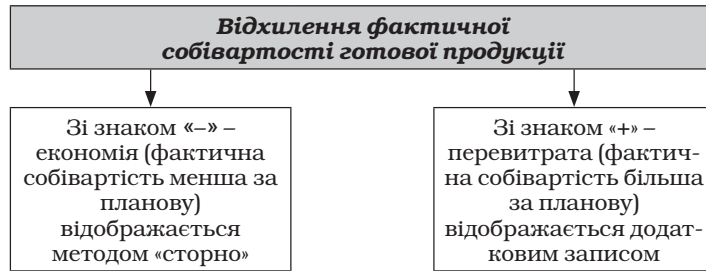 Відхилення фактичної
собівартості готової продукції
Зі знаком «–» –
економія (фактична
собівартість менша за
планову)
відображається
методом «сторно»
Зі знаком «+» –
перевитрата (фактич-
на собівартість більша
за планову)
відображається додат-
ковим записом